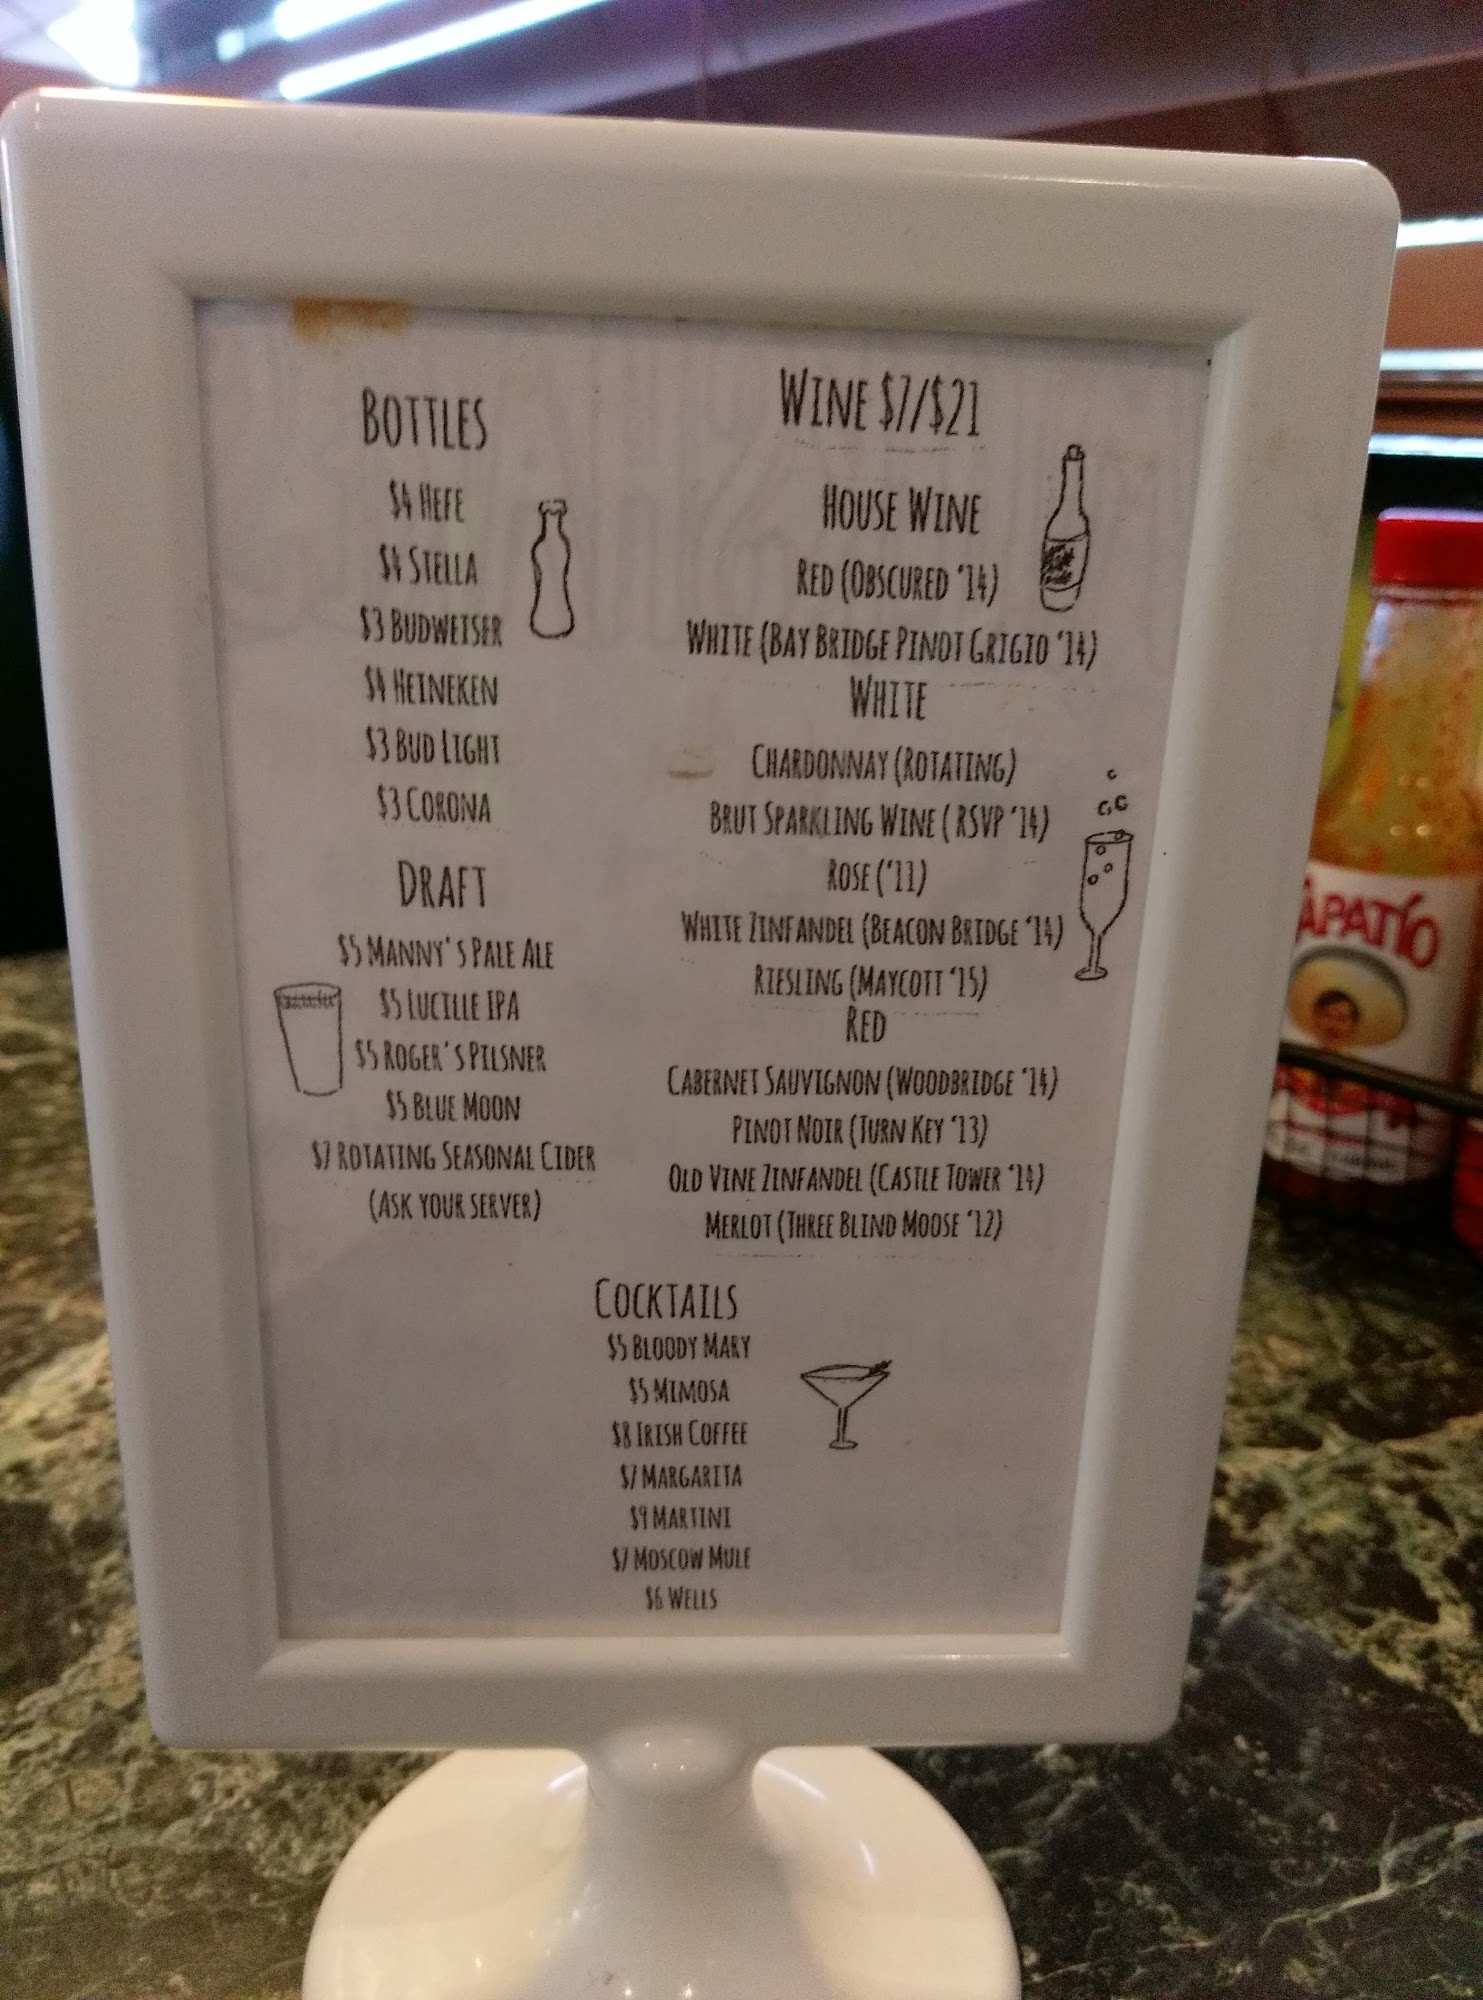 Bottles
$4 Hefe
$4 Stella
$3 Budweiser
$4 Heineken
$3 Bud Light
$3 Corona
Draft
$5 Manny's Pale Ale
$5 Lucille IPA
$5 Roger's Pilsner
$5 Blue Moon
$7 Rotating Seasonal Cider
(Ask your server)
Wine $7/$21
House Wine
Red (Obscured '14)
White (Bay Bridge Pinot Grigio '14)
White
Chardonnay (Rotating)
Brut Sparkling Wine ( RSVP '14)
Rose ('11)
White Zinfandel (Beacon Bridge '14)
Riesling (Maycott '15)
Red
Cabernet Sauvignon (Woodbridge '14)
Pinot Noir (Turn Key '13)
Old Vine Zinfandel (Castle Tower '14)
Merlot (Three Blind Moose '12)
Cocktails
$5 Bloody Mary
$5 Mimosa
$8 Irish Coffee
$7 Margarita
$9 Martini
$7 Moscow Mule
$6 Wells
APATÍO